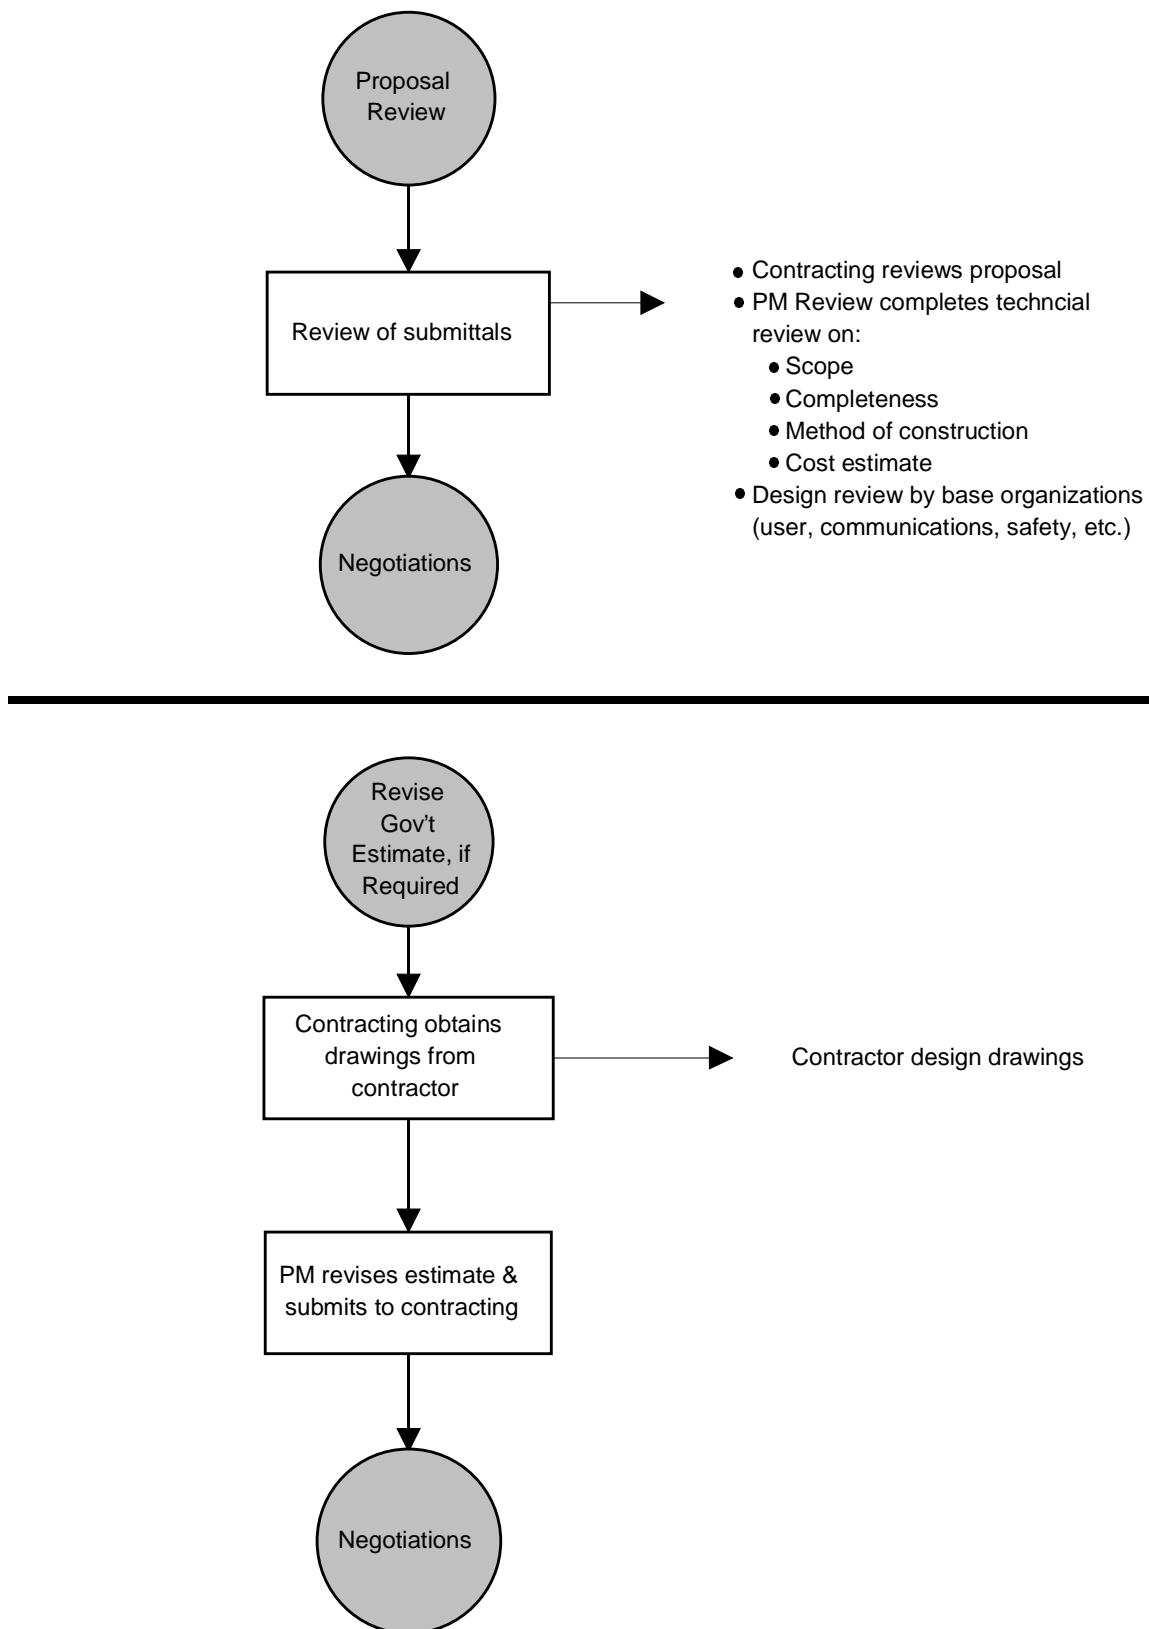 Proposal
Review
Review of submittals
● Contracting reviews proposal
● PM Review completes techncial
review on:
● Scope
● Completeness
● Method of construction
● Cost estimate
● Design review by base organizations
(user, communications, safety, etc.)
Negotiations
Revise
Gov't
Estimate, if
Required
Contracting obtains
drawings from
contractor
Contractor design drawings
PM revises estimate &
submits to contracting
Negotiations